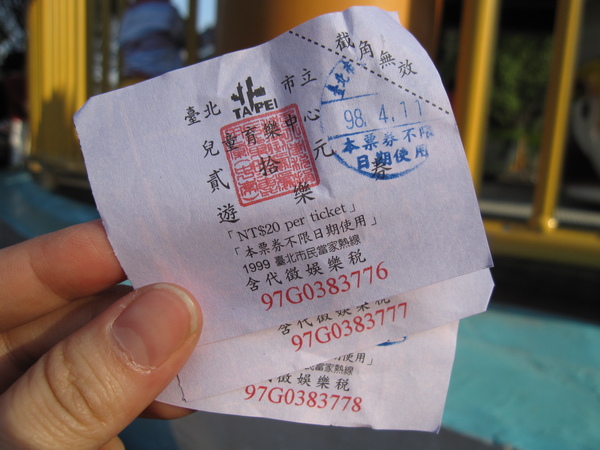 截角無效
臺北 北 市立
TAIPEI
兒童育樂中心
貳拾元
遊樂券
98.4.11
本票券不限
日期使用
「NT$20 per ticket」
「本票券不限日期使用」
1999 臺北市民當家熱線
含代徵娛樂稅
97G0383776
含代徵娛樂稅
97G0383777
日期使用」
當家熱線
代徵娛樂稅
97G0383778